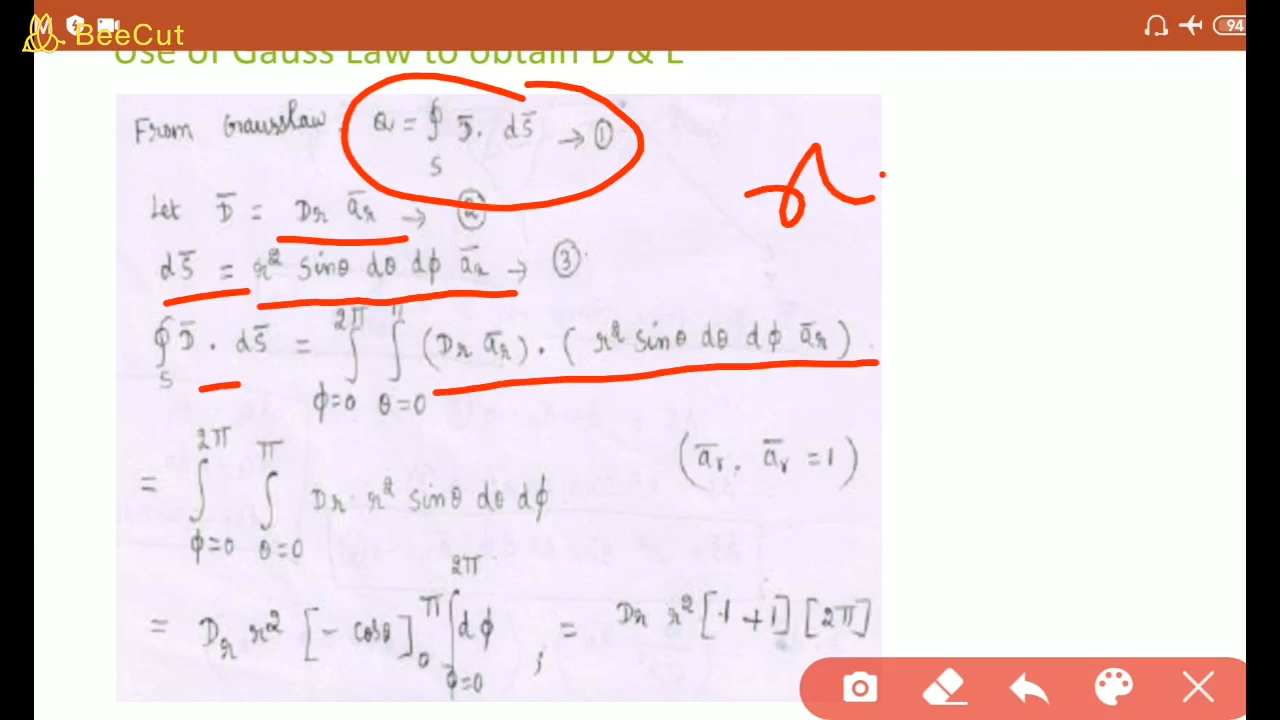 BeeCut
94
Use of Gauss Law to obtain D & E
From Gausslaw, Q = ∮S D̄. dS̄ → ①
Let D̄ = Dr ār → ②
dS̄ = r² sinθ dθ dϕ ār → ③
∮S D̄ . dS̄ = ∫ϕ=0 2π ∫θ=0 π (Dr ār) . ( r² sinθ dθ dϕ ār)
(ār . ār = 1)
= ∫ϕ=0 2π ∫θ=0 π Dr r² sinθ dθ dϕ
= Dr r² [- cosθ]0 π ∫ϕ=0 2π dϕ ; = Dr r² [1 + 1] [2π]